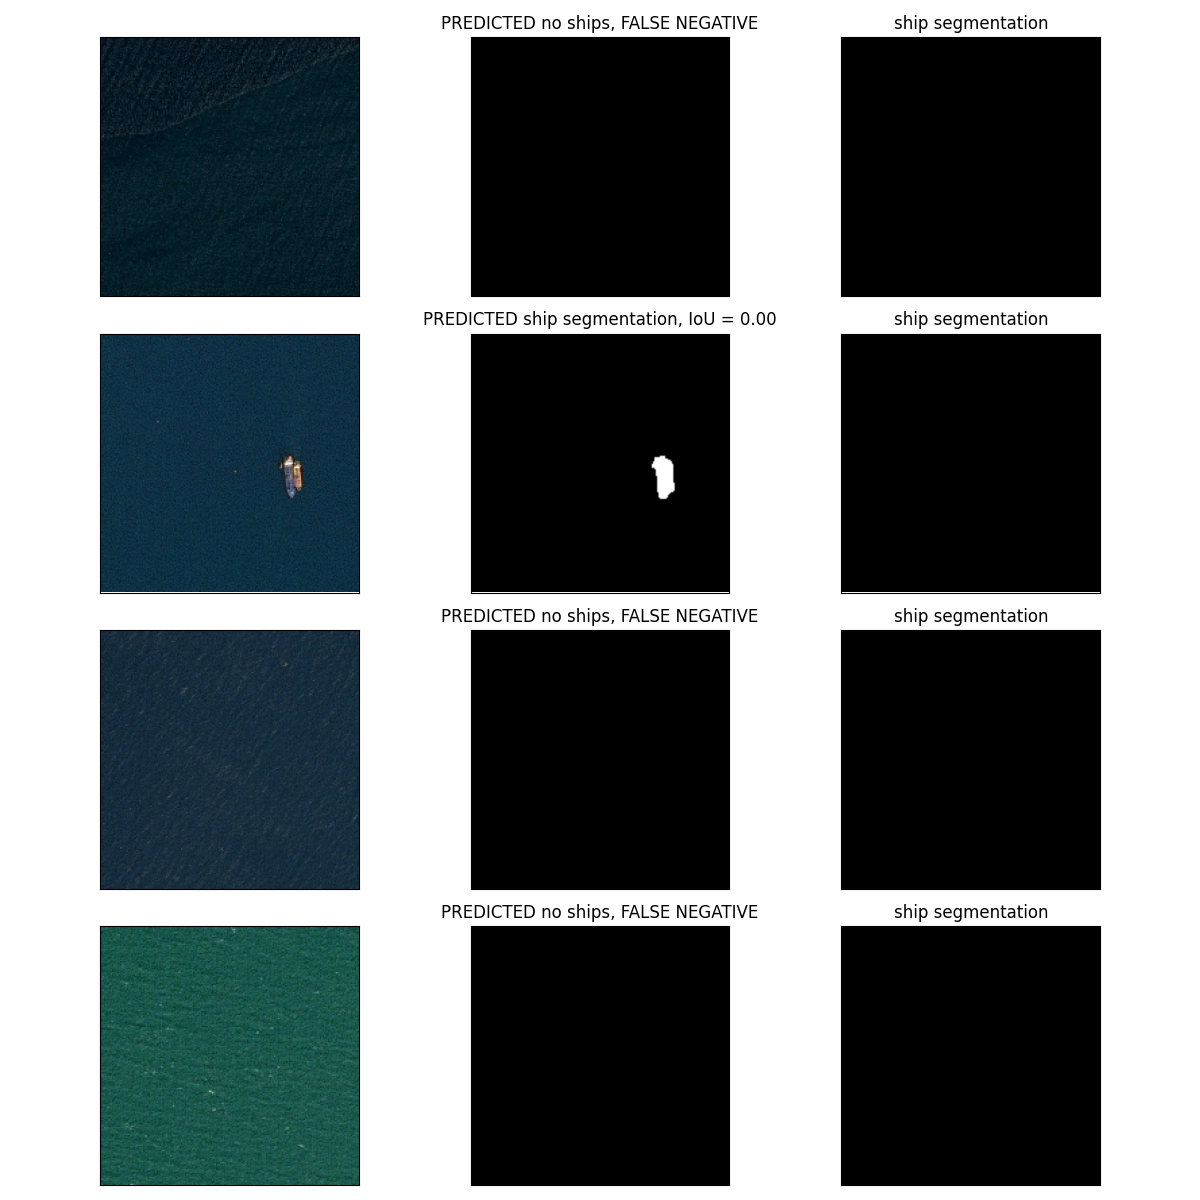 PREDICTED no ships, FALSE NEGATIVE
ship segmentation
PREDICTED ship segmentation, IoU = 0.00
ship segmentation
PREDICTED no ships, FALSE NEGATIVE
ship segmentation
PREDICTED no ships, FALSE NEGATIVE
ship segmentation